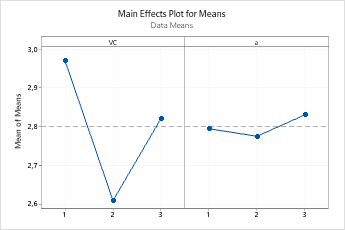 Main Effects Plot for Means
Data Means
VC a
3,0
2,9
2,8
2,7
2,6
Mean of Means
1 2 3 1 2 3